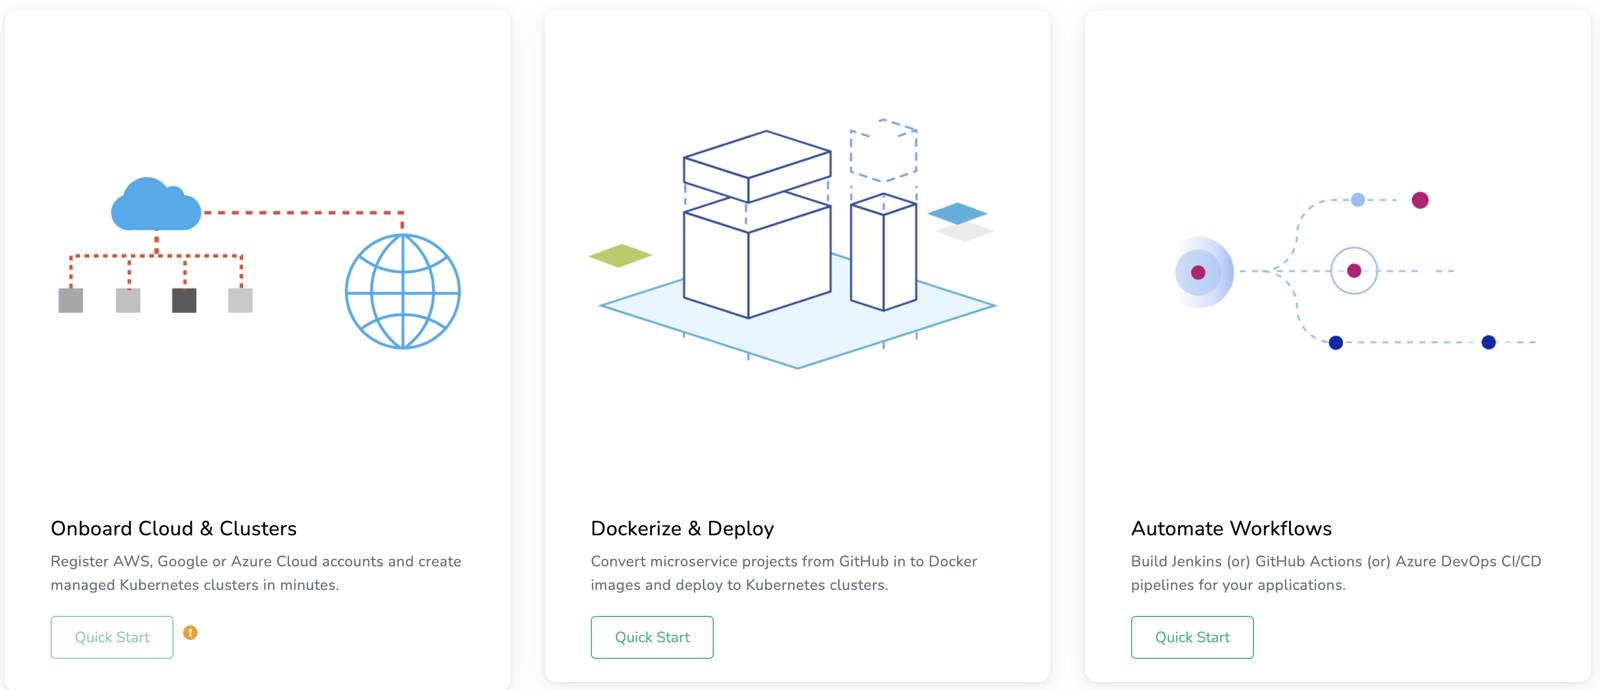 Onboard Cloud & Clusters
Register AWS, Google or Azure Cloud accounts and create
managed Kubernetes clusters in minutes.
Quick Start
!
Dockerize & Deploy
Convert microservice projects from GitHub in to Docker
images and deploy to Kubernetes clusters.
Quick Start
Automate Workflows
Build Jenkins (or) GitHub Actions (or) Azure DevOps CI/CD
pipelines for your applications.
Quick Start